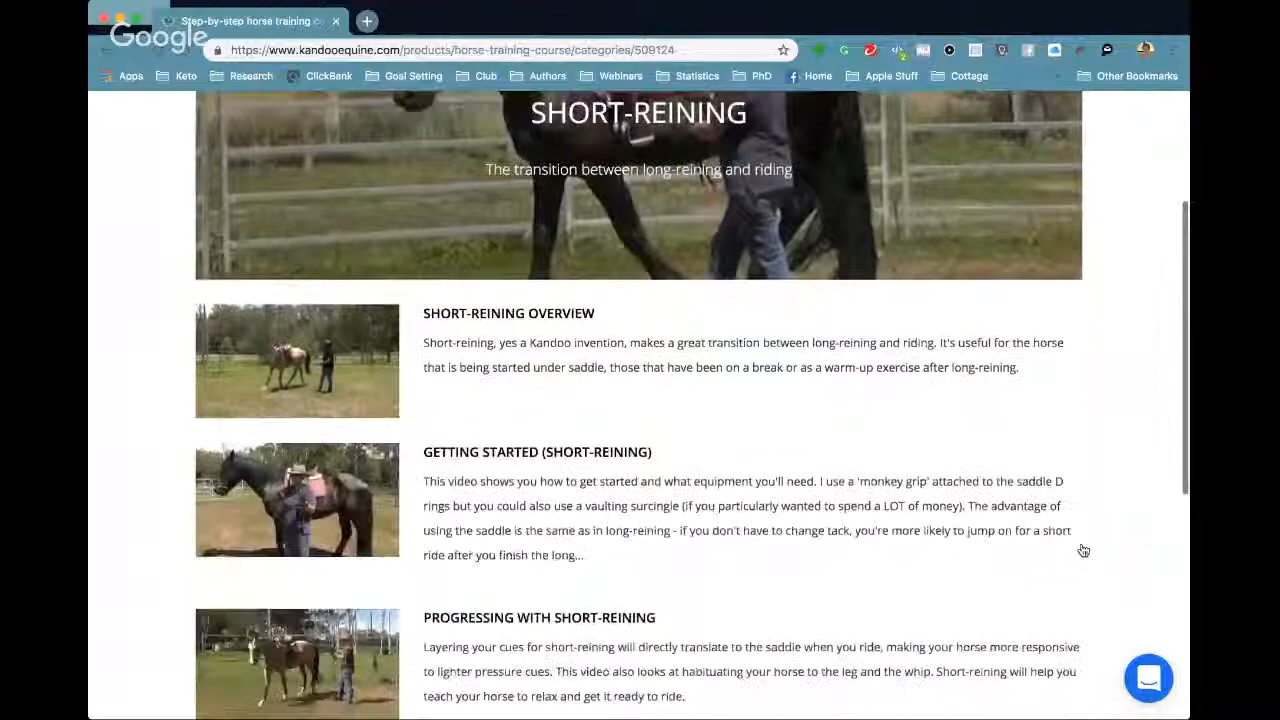 Step-by-step horse training c
Google
https://www.kandooequine.com/products/horse-training-course/categories/509124
Apps Keto Research ClickBank Goal Setting Club Authors Webinars Statistics PhD Home Apple Stuff Cottage Other Bookmarks
SHORT-REINING
The transition between long-reining and riding
SHORT-REINING OVERVIEW
Short-reining, yes a Kandoo invention, makes a great transition between long-reining and riding. It's useful for the horse
that is being started under saddle, those that have been on a break or as a warm-up exercise after long-reining.
GETTING STARTED (SHORT-REINING)
This video shows you how to get started and what equipment you'll need. I use a 'monkey grip' attached to the saddle D
rings but you could also use a vaulting surcingle (if you particularly wanted to spend a LOT of money). The advantage of
using the saddle is the same as in long-reining - if you don't have to change tack, you're more likely to jump on for a short
ride after you finish the long...
PROGRESSING WITH SHORT-REINING
Layering your cues for short-reining will directly translate to the saddle when you ride, making your horse more responsive
to lighter pressure cues. This video also looks at habituating your horse to the leg and the whip. Short-reining will help you
teach your horse to relax and get it ready to ride.